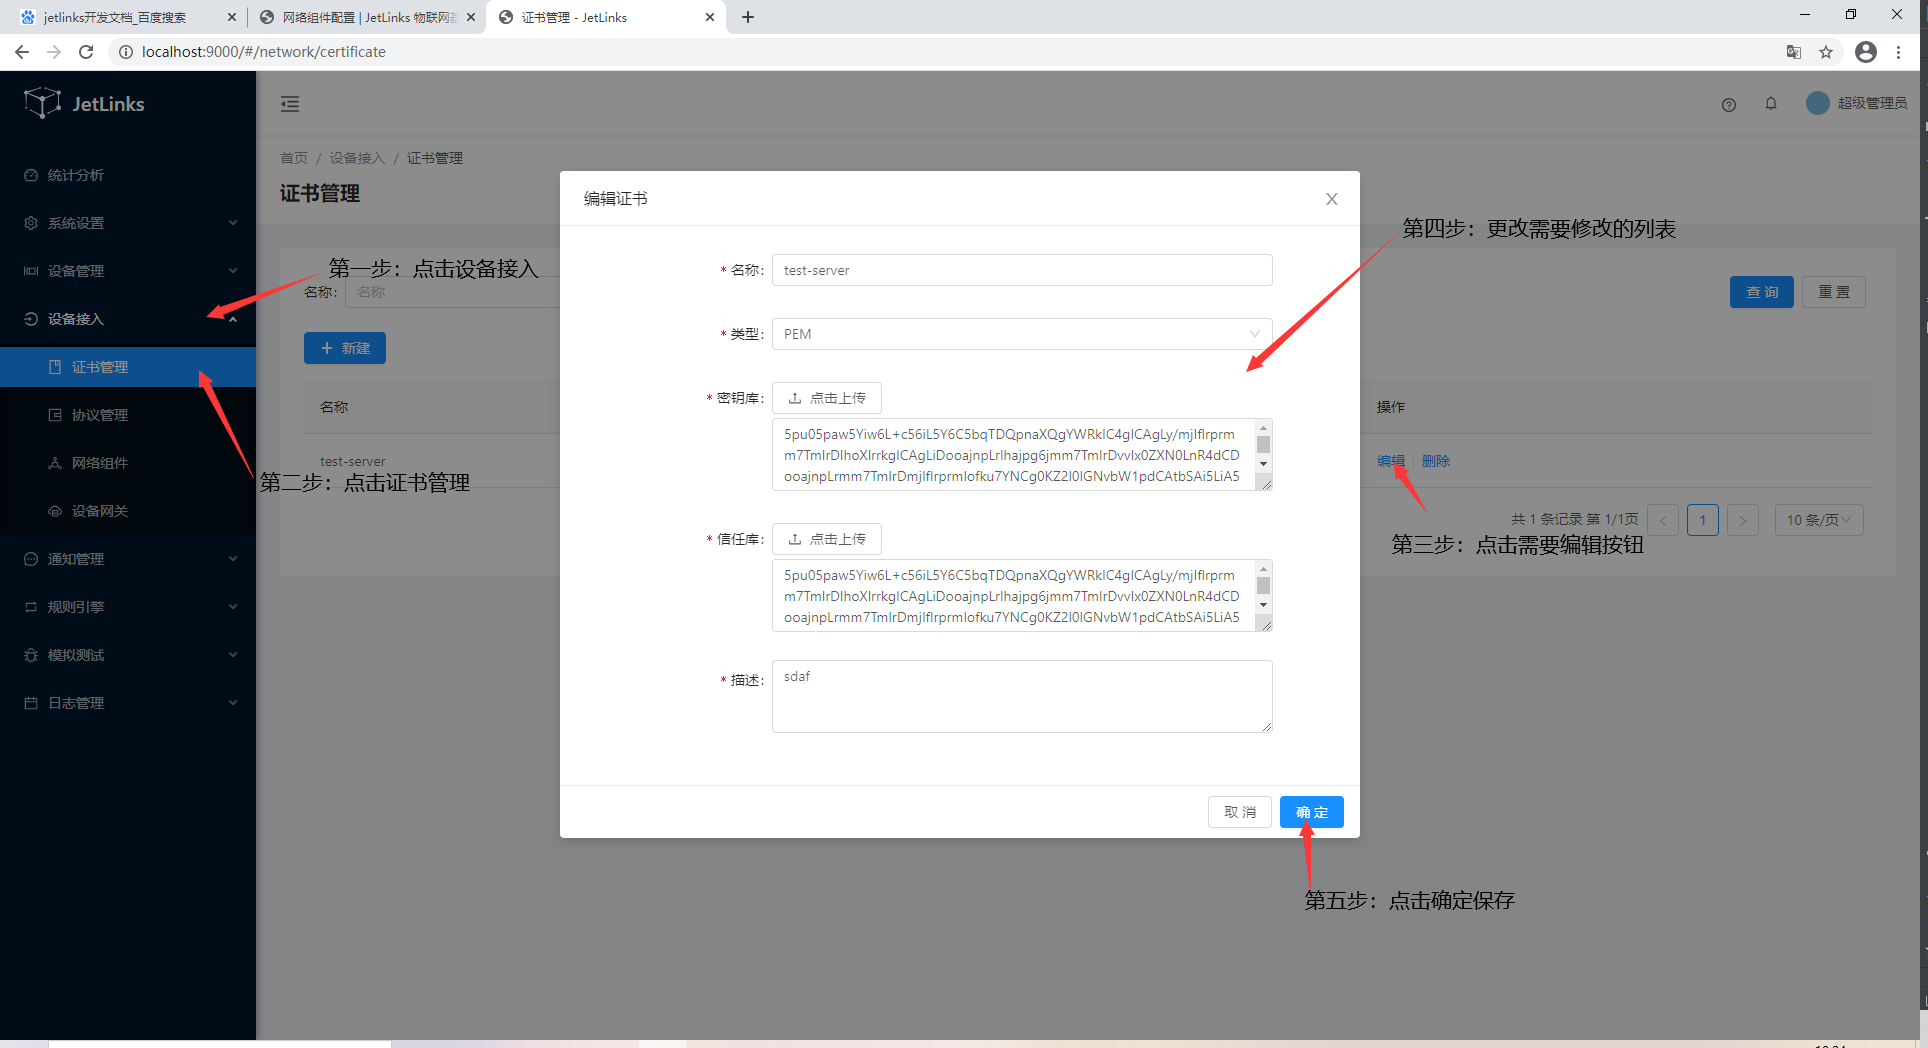 jetlinks开发文档_百度搜索
网络组件配置 | JetLinks 物联网
证书管理 - JetLinks
localhost:9000/#/network/certificate
JetLinks
超级管理员
统计分析
系统设置
设备管理
设备接入
证书管理
协议管理
网络组件
设备网关
通知管理
规则引擎
模拟测试
日志管理
首页 / 设备接入 / 证书管理
证书管理
第一步：点击设备接入
名称: 名称
查 询
重 置
新建
名称
操作
test-server
编辑 删除
第二步：点击证书管理
共 1 条记录 第 1/1页
< 1 >
10 条/页
第三步：点击需要编辑按钮
编辑证书
X
第四步：更改需要修改的列表
* 名称: test-server
* 类型: PEM
* 密钥库: 点击上传
5pu05paw5Yiw6L+c56iL5Y6C5bqTDQpnaXQgYWRkIC4gICAgLy/mjIflrprm
m7TmlrDlhoXlrrkgICAgLiDooajnpLrlhajpg6jmm7TmlrDvvIx0ZXN0LnR4dCD
ooajnpLrmm7TmlrDmjIflrprmlofku7YNCg0KZ2l0IGNvbW1pdCAtbSAi5LiA5
* 信任库: 点击上传
5pu05paw5Yiw6L+c56iL5Y6C5bqTDQpnaXQgYWRkIC4gICAgLy/mjIflrprm
m7TmlrDlhoXlrrkgICAgLiDooajnpLrlhajpg6jmm7TmlrDvvIx0ZXN0LnR4dCD
ooajnpLrmm7TmlrDmjIflrprmlofku7YNCg0KZ2l0IGNvbW1pdCAtbSAi5LiA5
* 描述: sdaf
取 消
确 定
第五步：点击确定保存